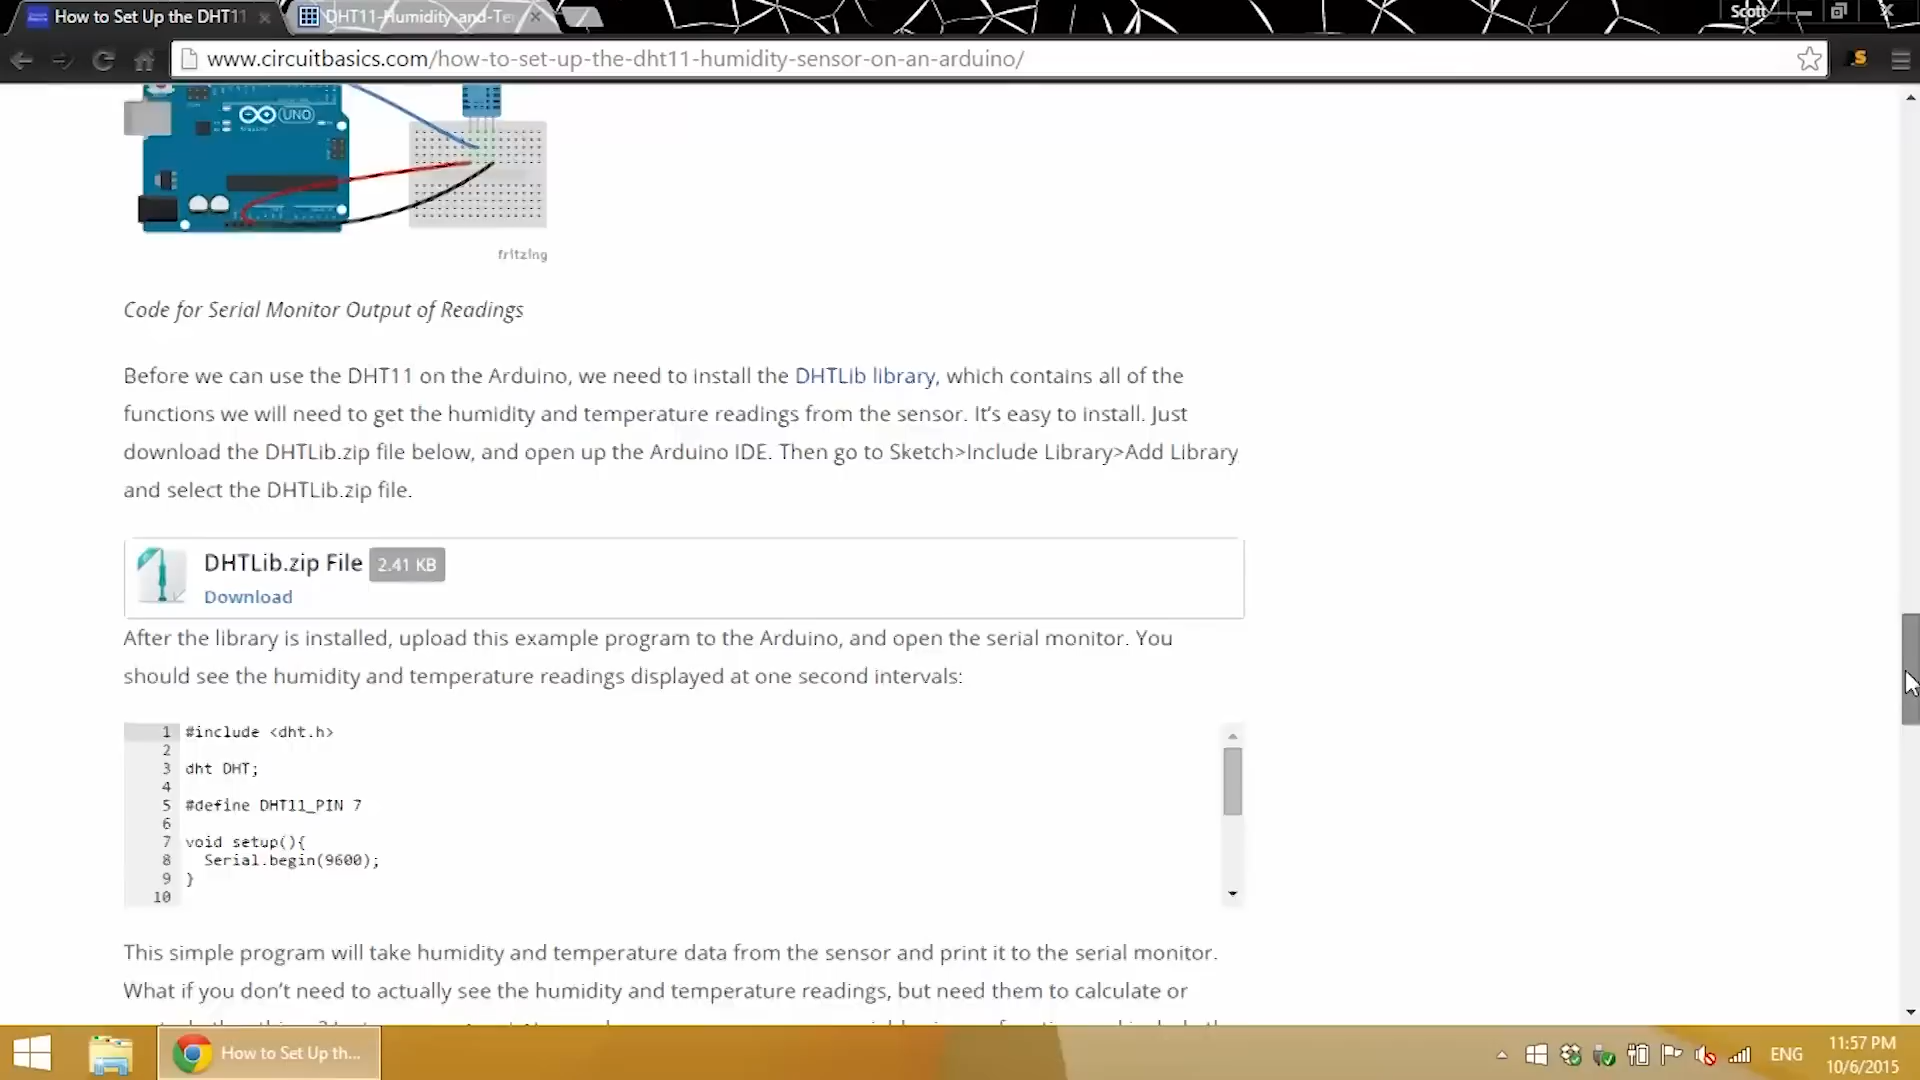 How to Set Up the DHT11
DHT11-Humidity-and-Te
Scott
www.circuitbasics.com/how-to-set-up-the-dht11-humidity-sensor-on-an-arduino/
UNO
fritzing
Code for Serial Monitor Output of Readings
Before we can use the DHT11 on the Arduino, we need to install the DHTLib library, which contains all of the
functions we will need to get the humidity and temperature readings from the sensor. It’s easy to install. Just
download the DHTLib.zip file below, and open up the Arduino IDE. Then go to Sketch>Include Library>Add Library
and select the DHTLib.zip file.
DHTLib.zip File 2.41 KB
Download
After the library is installed, upload this example program to the Arduino, and open the serial monitor. You
should see the humidity and temperature readings displayed at one second intervals:
1 #include <dht.h>
2
3 dht DHT;
4
5 #define DHT11_PIN 7
6
7 void setup(){
8 Serial.begin(9600);
9 }
10
This simple program will take humidity and temperature data from the sensor and print it to the serial monitor.
What if you don’t need to actually see the humidity and temperature readings, but need them to calculate or
How to Set Up th...
ENG
11:57 PM
10/6/2015